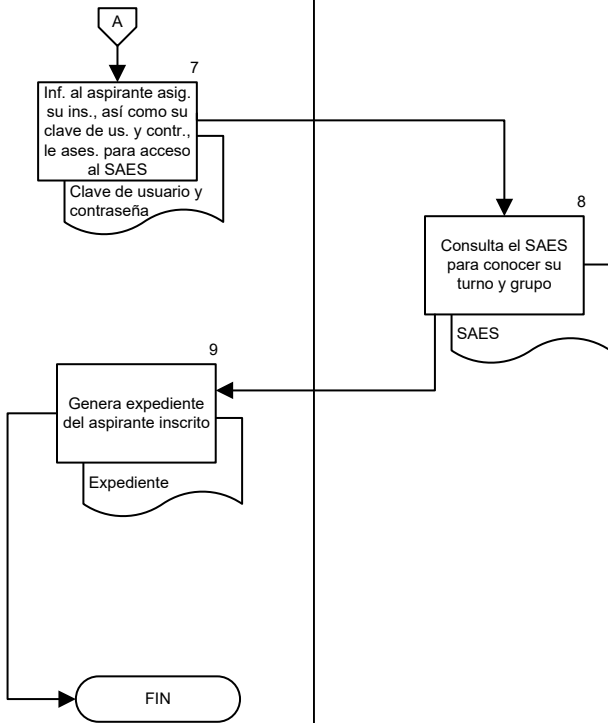 A
7
Inf. al aspirante asig.
su ins., así como su
clave de us. y contr.,
le ases. para acceso
al SAES
Clave de usuario y
contraseña
8
Consulta el SAES
para conocer su
turno y grupo
SAES
9
Genera expediente
del aspirante inscrito
Expediente
FIN